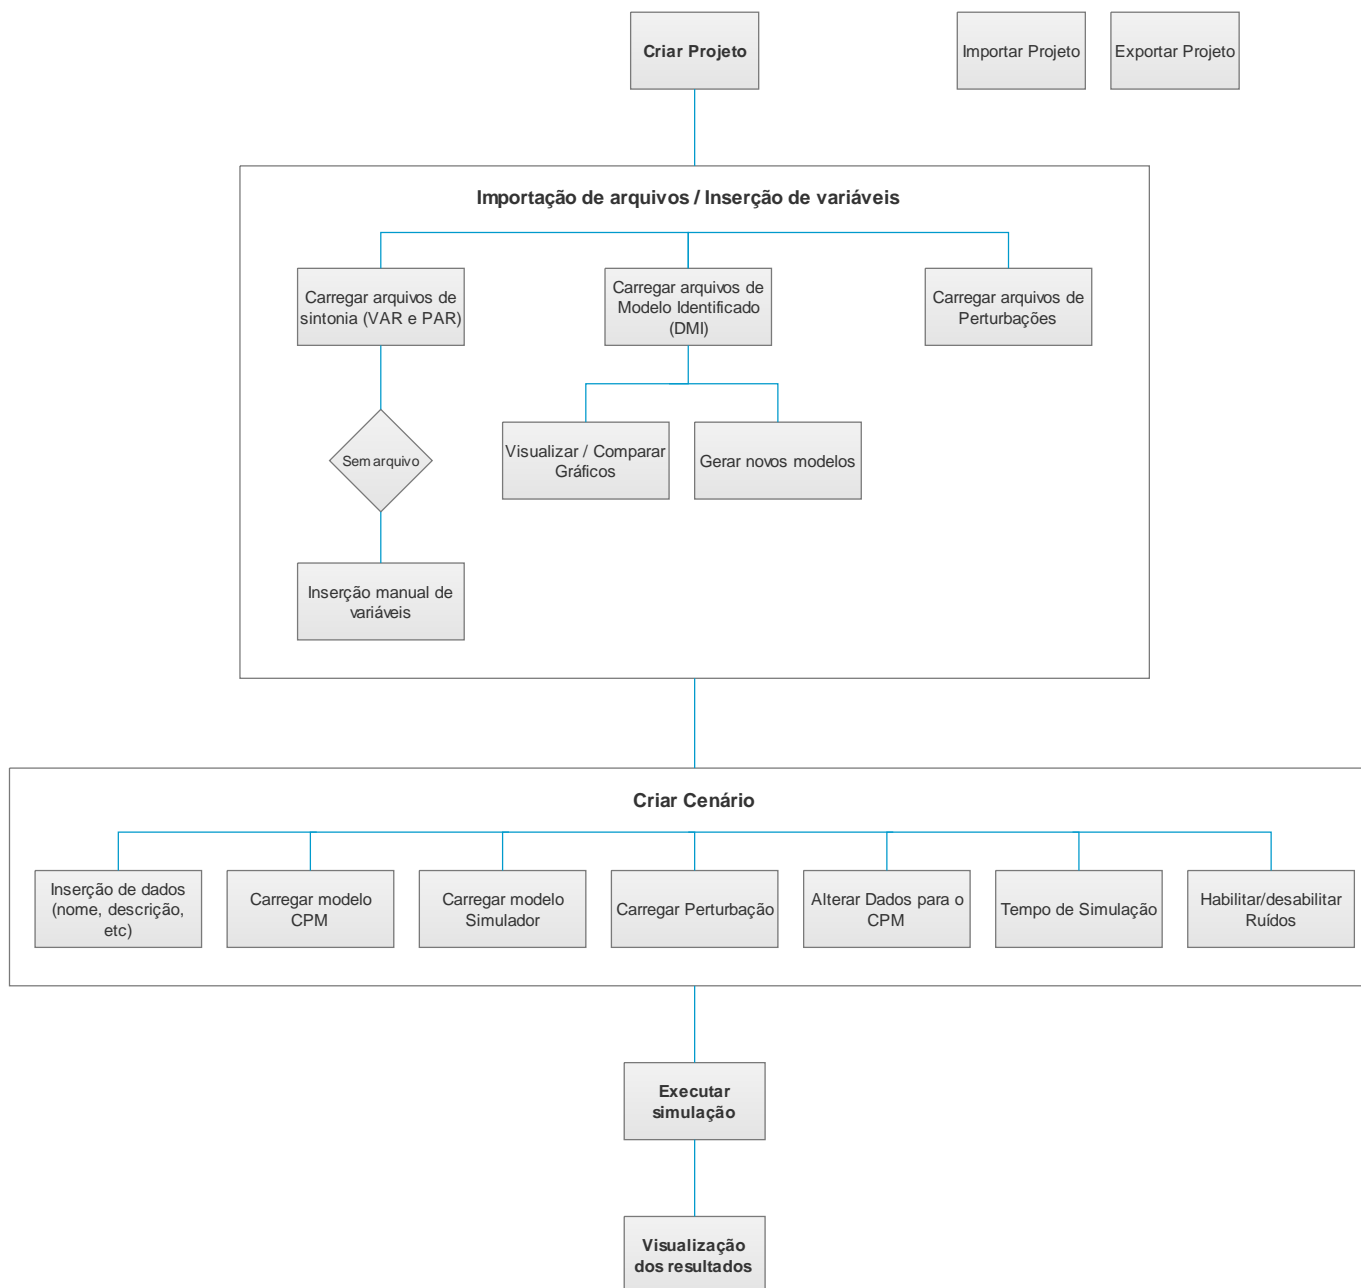 Criar Projeto
Importar Projeto
Exportar Projeto
Importação de arquivos / Inserção de variáveis
Carregar arquivos de
sintonia (VAR e PAR)
Carregar arquivos de
Modelo Identificado
(DMI)
Carregar arquivos de
Perturbações
Sem arquivo
Visualizar / Comparar
Gráficos
Gerar novos modelos
Inserção manual de
variáveis
Criar Cenário
Inserção de dados
(nome, descrição,
etc)
Carregar modelo
CPM
Carregar modelo
Simulador
Carregar Perturbação
Alterar Dados para o
CPM
Tempo de Simulação
Habilitar/desabilitar
Ruídos
Executar
simulação
Visualização
dos resultados